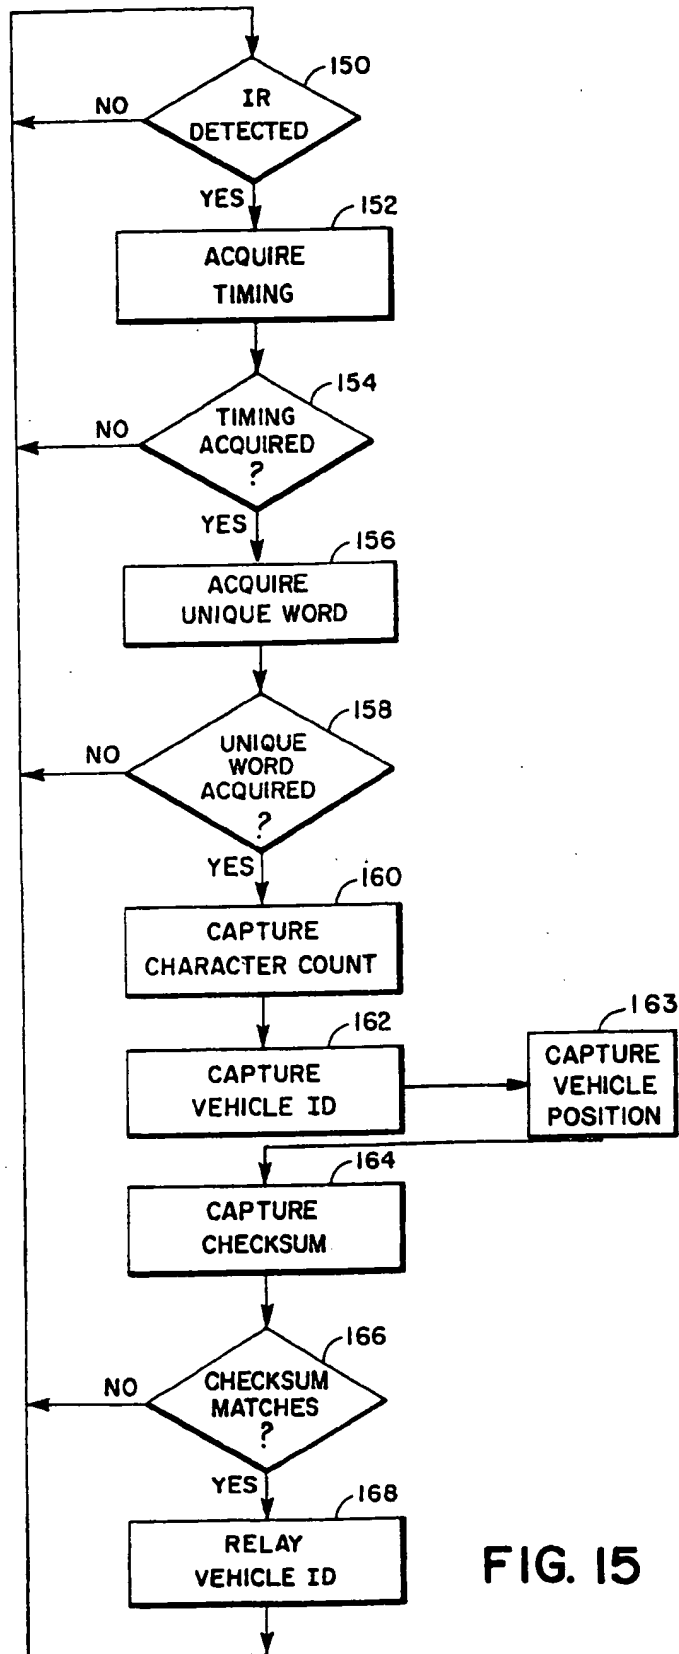 150
IR
DETECTED
NO
YES
152
ACQUIRE
TIMING
154
TIMING
ACQUIRED
?
NO
YES
156
ACQUIRE
UNIQUE WORD
158
UNIQUE
WORD
ACQUIRED
?
NO
YES
160
CAPTURE
CHARACTER COUNT
162
CAPTURE
VEHICLE ID
163
CAPTURE
VEHICLE
POSITION
164
CAPTURE
CHECKSUM
166
CHECKSUM
MATCHES
?
NO
YES
168
RELAY
VEHICLE ID
FIG. 15